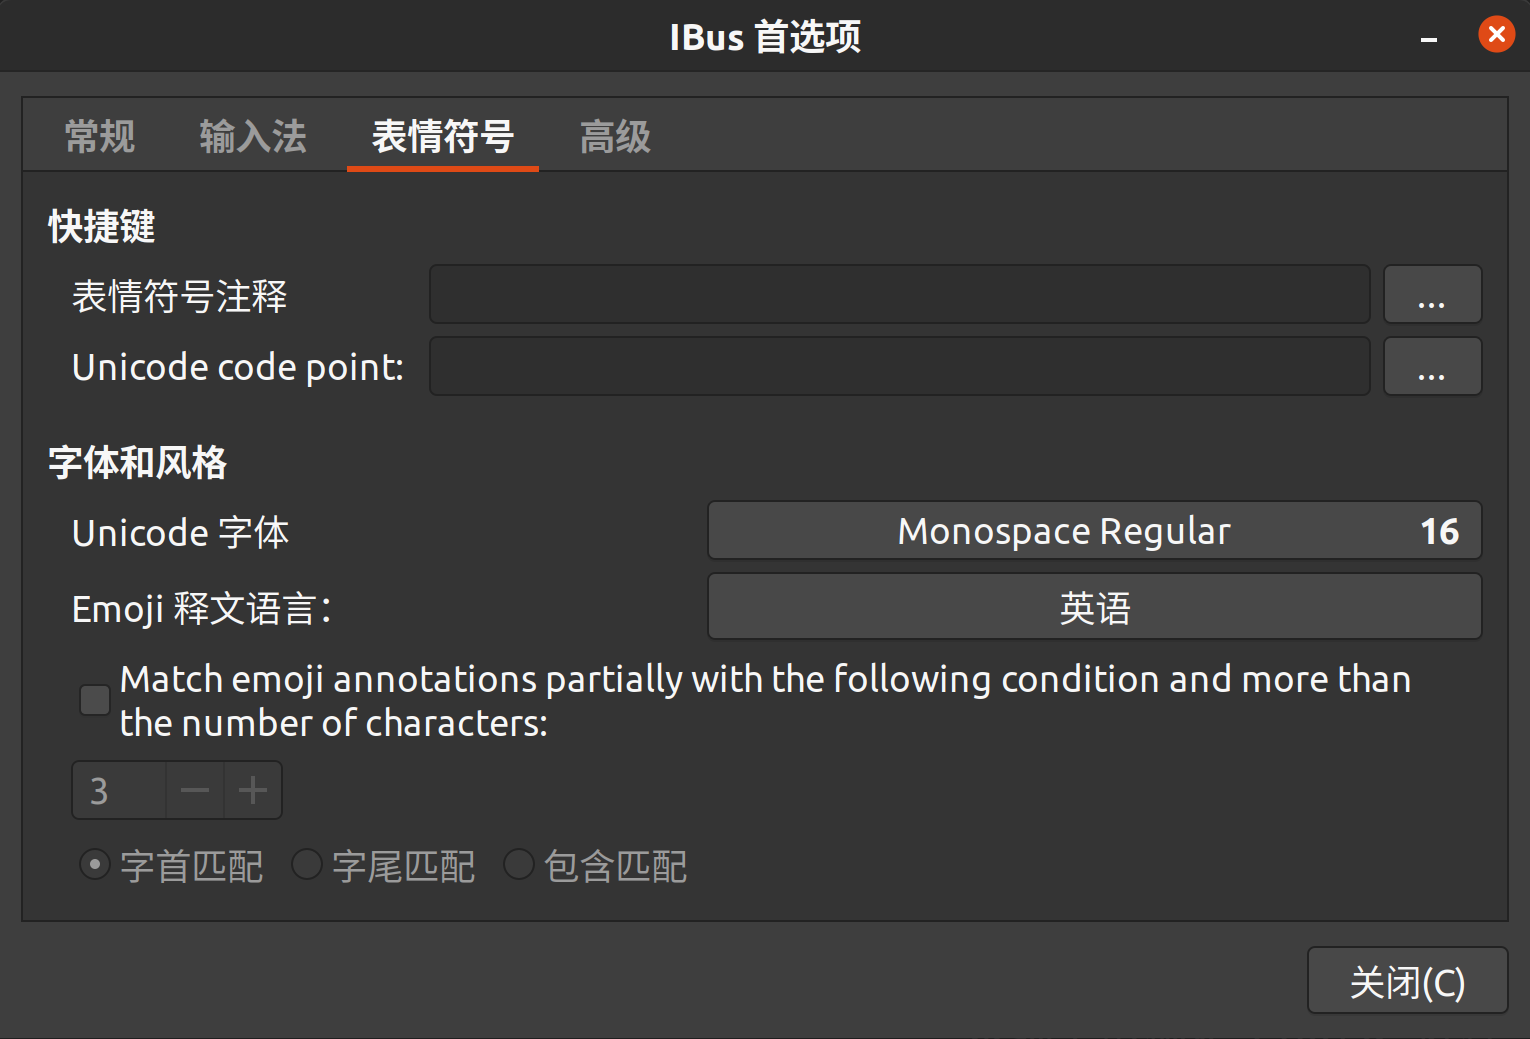 IBus 首选项
常规 输入法 表情符号 高级
快捷键
表情符号注释 ...
Unicode code point: ...
字体和风格
Unicode 字体 Monospace Regular 16
Emoji 释文语言： 英语
Match emoji annotations partially with the following condition and more than
the number of characters:
3
字首匹配 字尾匹配 包含匹配
关闭(C)